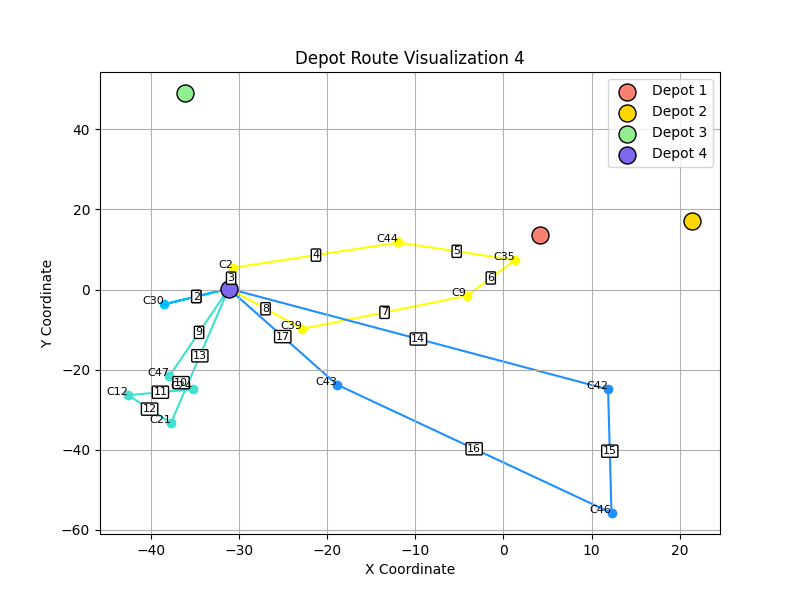 Depot Route Visualization 4
Depot 1
Depot 2
Depot 3
Depot 4
Y Coordinate
40
20
0
−20
−40
−60
C44
4
5
C35
C2
3
6
C9
C30
2
8
7
C39
17
14
9
13
C47
10
C12
11
12
C21
C43
C42
15
16
C46
−40
−30
−20
−10
0
10
20
X Coordinate